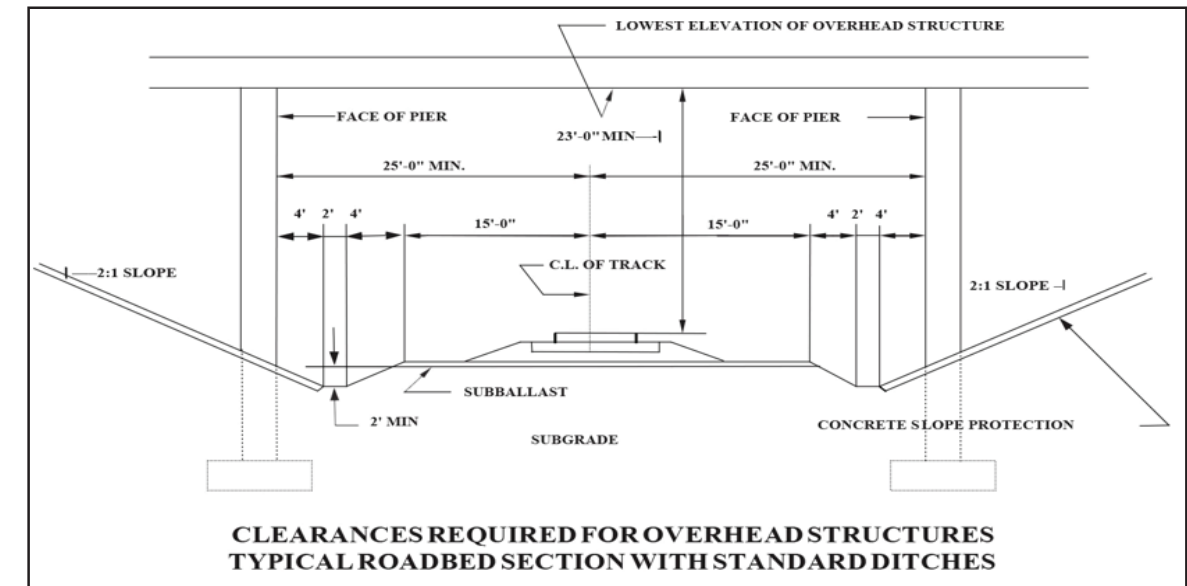 LOWEST ELEVATION OF OVERHEAD STRUCTURE
FACE OF PIER
FACE OF PIER
23'-0" MIN
25'-0" MIN.
25'-0" MIN.
4' 2' 4'
15'-0"
15'-0"
4' 2' 4'
2:1 SLOPE
C.L. OF TRACK
2:1 SLOPE
SUBBALLAST
2' MIN
CONCRETE SLOPE PROTECTION
SUBGRADE
CLEARANCES REQUIRED FOR OVERHEAD STRUCTURES
TYPICAL ROADBED SECTION WITH STANDARD DITCHES